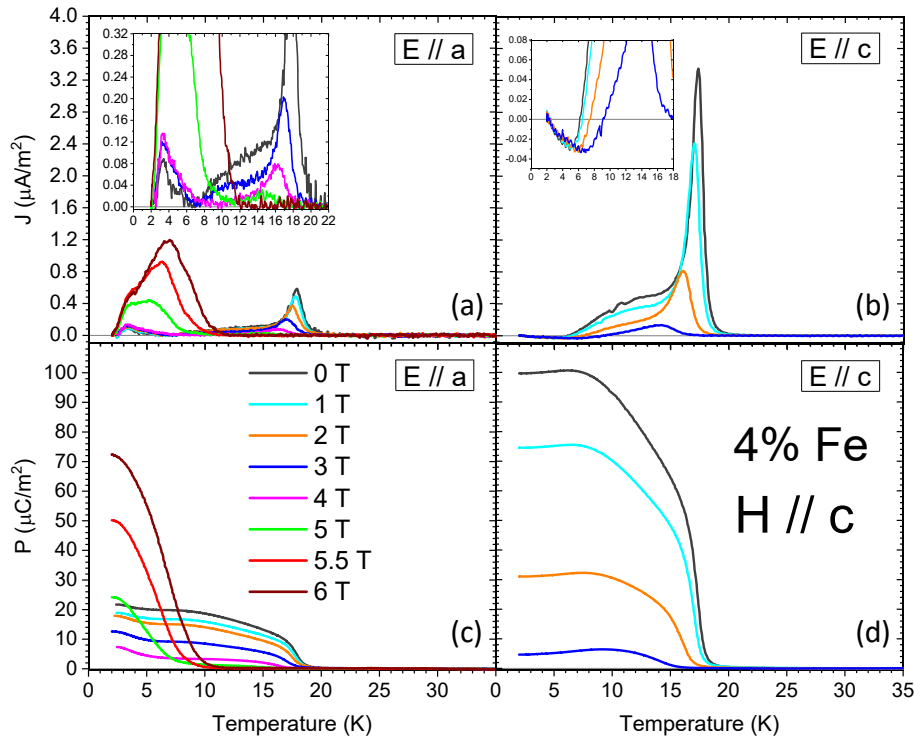 4.0
3.6
3.2
2.8
2.4
2.0
1.6
1.2
0.8
0.4
0.0
J (μA/m²)
E // a
0.32
0.28
0.24
0.20
0.16
0.12
0.08
0.04
0.00
0 2 4 6 8 10 12 14 16 18 20 22
(a)
E // c
0.08
0.06
0.04
0.02
0.00
-0.02
-0.04
0 2 4 6 8 10 12 14 16 18
(b)
100
90
80
70
60
50
40
30
20
10
0
P (μC/m²)
E // a
0 T
1 T
2 T
3 T
4 T
5 T
5.5 T
6 T
(c)
0 5 10 15 20 25 30
Temperature (K)
E // c
4% Fe
H // c
(d)
0 5 10 15 20 25 30 35
Temperature (K)